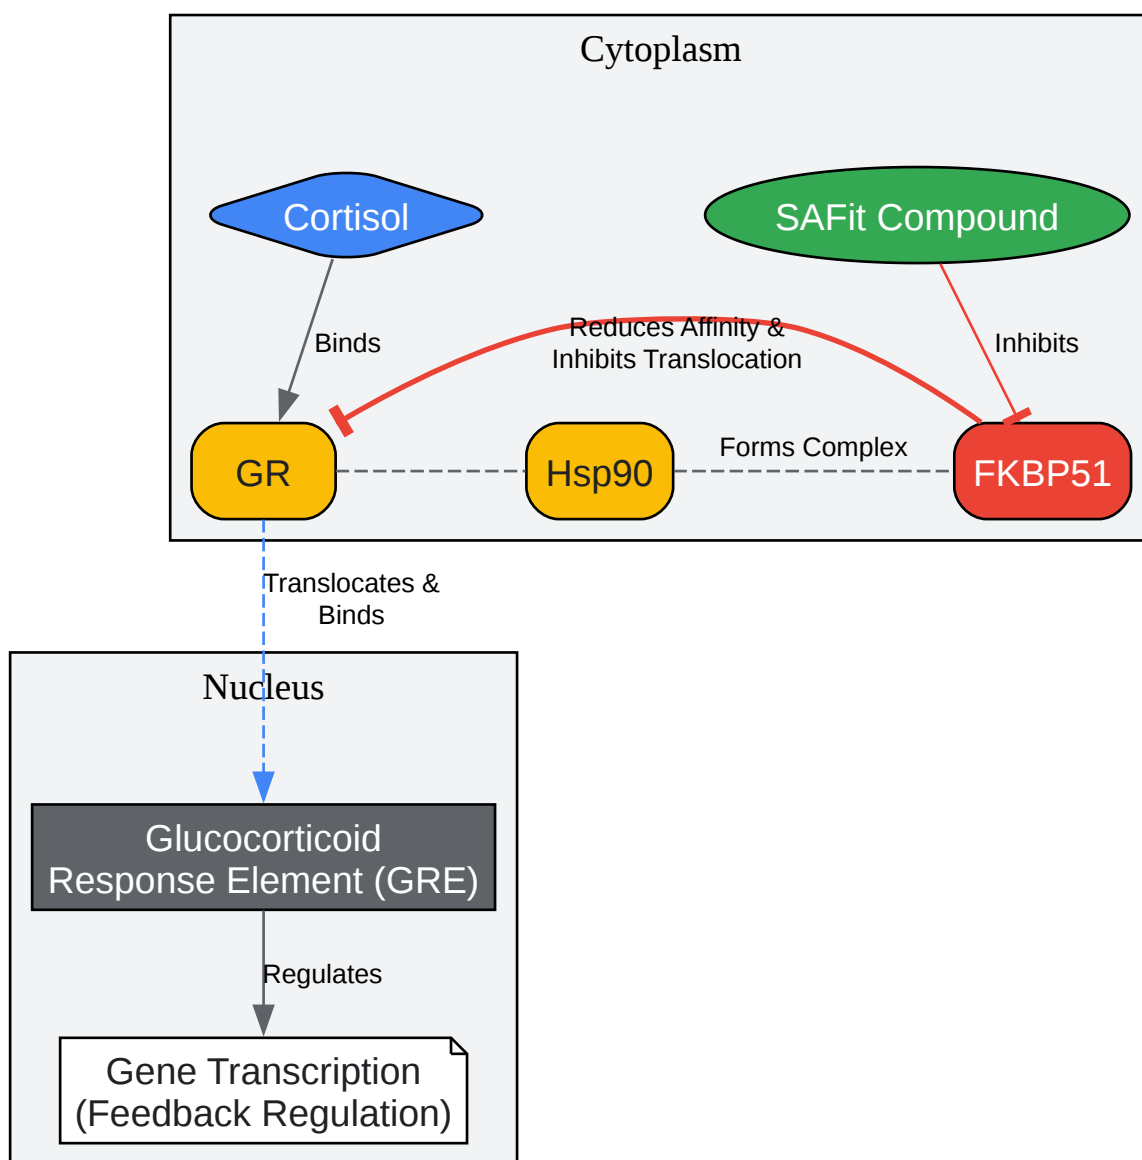 Cytoplasm
Cortisol
SAFit Compound
Binds
Reduces Affinity &
Inhibits Translocation
Inhibits
GR
Hsp90
Forms Complex
FKBP51
Translocates &
Binds
Nucleus
Glucocorticoid
Response Element (GRE)
Regulates
Gene Transcription
(Feedback Regulation)